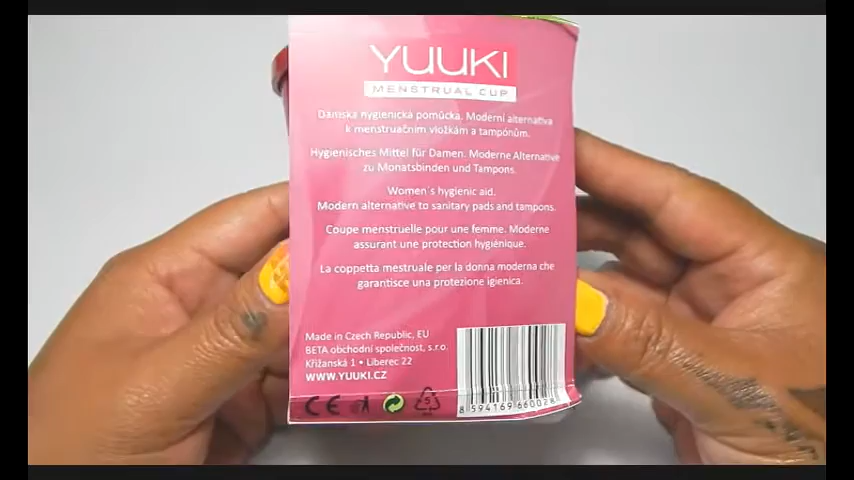 YUUKI
MENSTRUAL CUP
Dámská hygienická pomůcka. Moderní alternativa
k menstruačním vložkám a tampónům.
Hygienisches Mittel für Damen. Moderne Alternative
zu Monatsbinden und Tampons.
Women´s hygienic aid.
Modern alternative to sanitary pads and tampons.
Coupe menstruelle pour une femme. Moderne
assurant une protection hygiénique.
La coppetta mestruale per la donna moderna che
garantisce una protezione igienica.
Made in Czech Republic, EU
BETA obchodní společnost, s.r.o.
Křižanská 1 • Liberec 22
WWW.YUUKI.CZ
CE
5
8 594169 660028